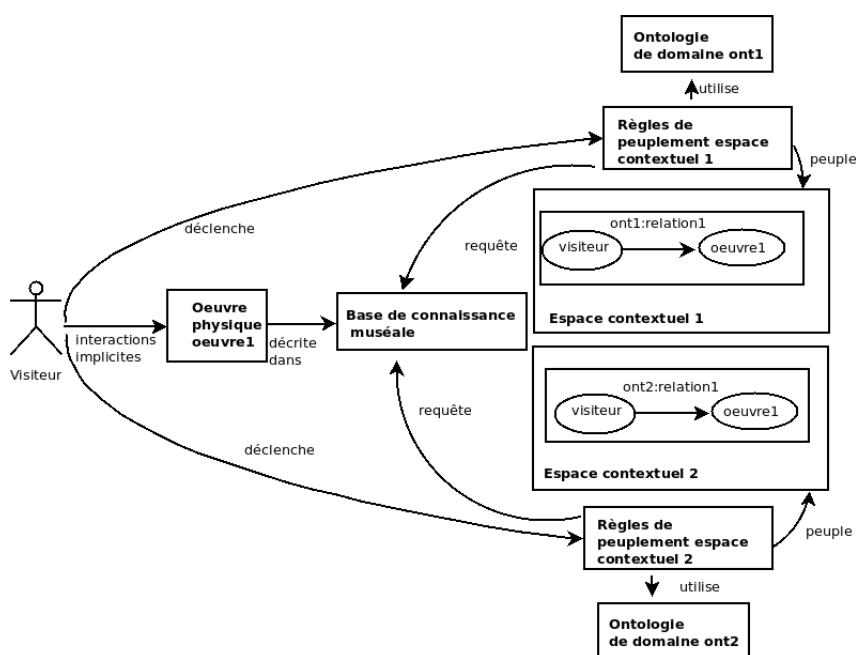 Ontologie
de domaine ont1
utilise
Règles de
peuplement espace
contextuel 1
peuple
déclenche
requête
ont1:relation1
visiteur
oeuvre1
Espace contextuel 1
Visiteur
interactions
implicites
Oeuvre
physique
oeuvre1
décrite
dans
Base de connaissance
muséale
requête
déclenche
ont2:relation1
visiteur
oeuvre1
Espace contextuel 2
Règles de
peuplement espace
contextuel 2
peuple
utilise
Ontologie
de domaine ont2